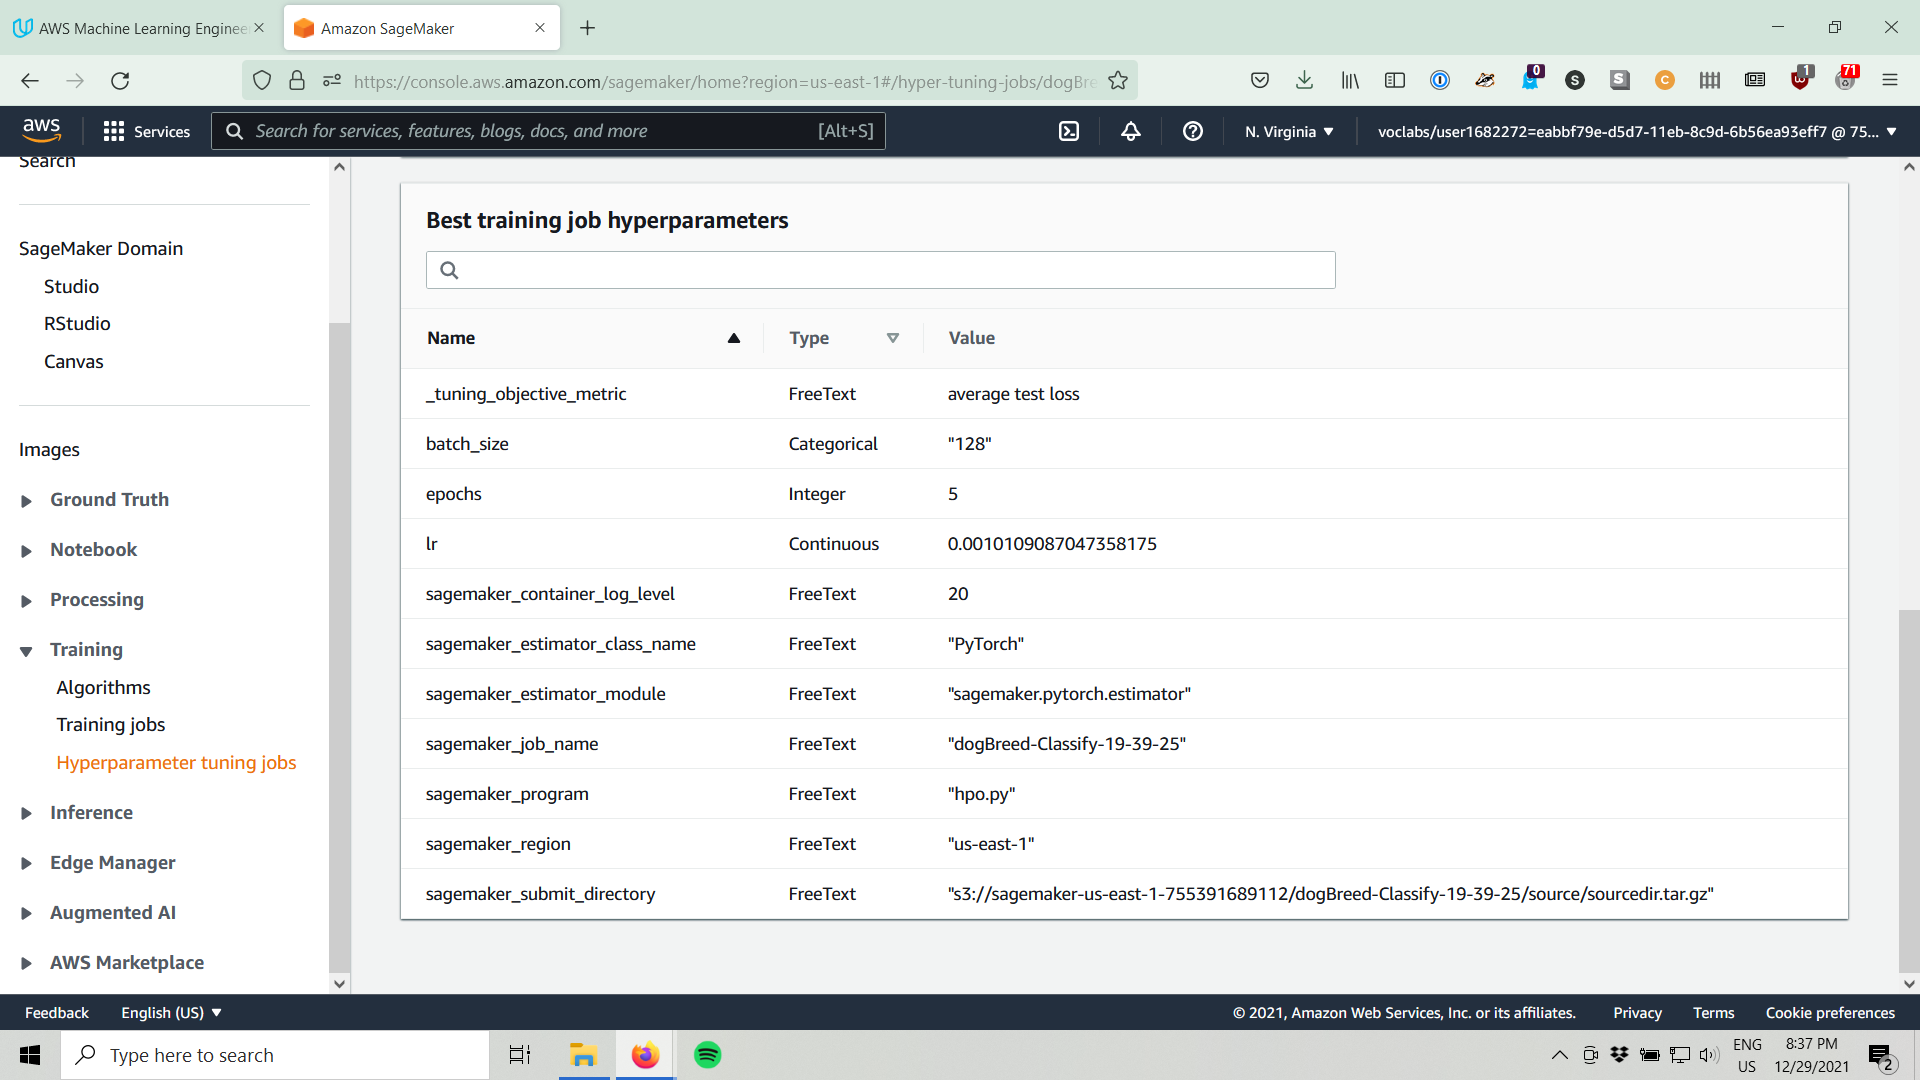 AWS Machine Learning Enginee
Amazon SageMaker
https://console.aws.amazon.com/sagemaker/home?region=us-east-1#/hyper-tuning-jobs/dogBre
0
S
S
C
1
71
aws
Services
Search for services, features, blogs, docs, and more
[Alt+S]
N. Virginia
voclabs/user1682272=eabbf79e-d5d7-11eb-8c9d-6b56ea93eff7 @ 75...
Search
SageMaker Domain
Studio
RStudio
Canvas
Images
Ground Truth
Notebook
Processing
Training
Algorithms
Training jobs
Hyperparameter tuning jobs
Inference
Edge Manager
Augmented AI
AWS Marketplace
Best training job hyperparameters
Name Type Value
_tuning_objective_metric FreeText average test loss
batch_size Categorical "128"
epochs Integer 5
lr Continuous 0.0010109087047358175
sagemaker_container_log_level FreeText 20
sagemaker_estimator_class_name FreeText "PyTorch"
sagemaker_estimator_module FreeText "sagemaker.pytorch.estimator"
sagemaker_job_name FreeText "dogBreed-Classify-19-39-25"
sagemaker_program FreeText "hpo.py"
sagemaker_region FreeText "us-east-1"
sagemaker_submit_directory FreeText "s3://sagemaker-us-east-1-755391689112/dogBreed-Classify-19-39-25/source/sourcedir.tar.gz"
Feedback English (US)
© 2021, Amazon Web Services, Inc. or its affiliates. Privacy Terms Cookie preferences
Type here to search
ENG
US
8:37 PM
12/29/2021
2